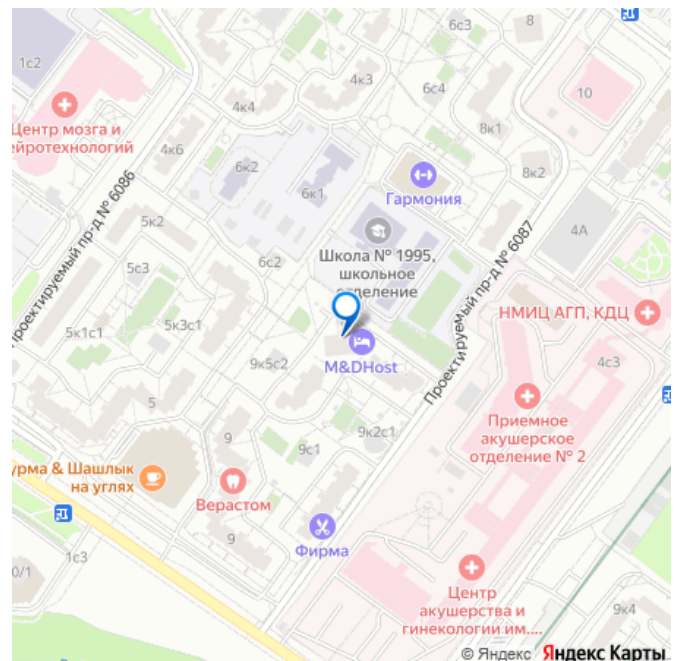 8
8
1с2
4к3
6с4
10
4к4
Центр мозга и
ейротехнологий
8к1
4к6
6к2
8к2
6к1
Гармония
5к2
4А
Школа № 1995,
школьное
отделение
Проектируемый пр-д № 6086
Проектируемый пр-д № 6087
6с2
5с3
НМИЦ АГП, КДЦ
5к1с1
5к3с1
9к5с2
M&DHost
4с3
5
Приемное
акушерское
отделение № 2
9
9с1
9к2с1
урма & Шашлык
на углях
Верастом
9
Фирма
1с3
0/1
Центр
акушерства и
гинекологии им....
9к4
© Яндекс Яндекс Карты